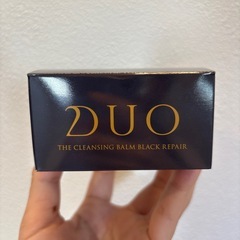 DUO
THE CLEANSING BALM BLACK REPAIR